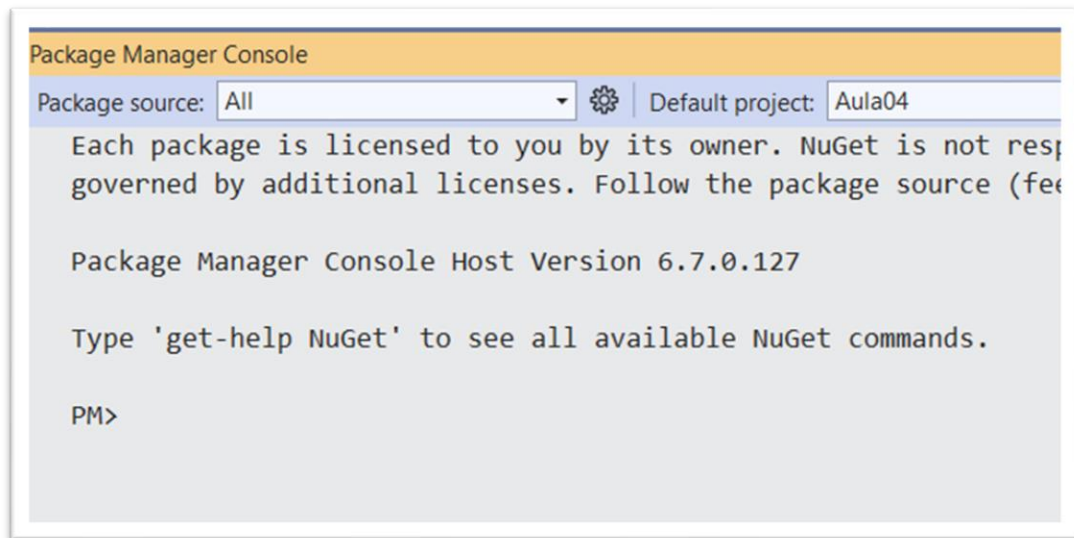 Package Manager Console
Package source: All Default project: Aula04
Each package is licensed to you by its owner. NuGet is not
governed by additional licenses. Follow the package source
Package Manager Console Host Version 6.7.0.127
Type 'get-help NuGet' to see all available NuGet commands.
PM>